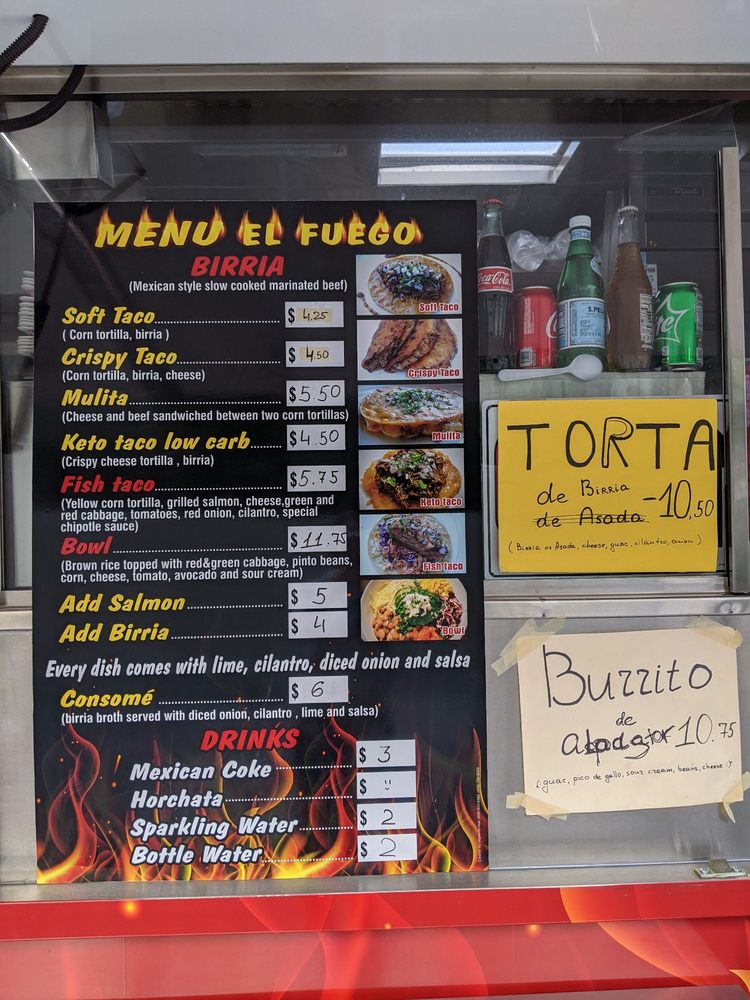 MENU EL FUEGO
BIRRIA
(Mexican style slow cooked marinated beef)
Soft Taco $ 4.25
( Corn tortilla, birria )
Crispy Taco $ 4.50
(Corn tortilla, birria, cheese)
Mulita $5.50
(Cheese and beef sandwiched between two corn tortillas)
Keto taco low carb $4.50
(Crispy cheese tortilla , birria)
Fish taco $5.75
(Yellow corn tortilla, grilled salmon, cheese,green and
red cabbage, tomatoes, red onion, cilantro, special
chipotle sauce)
Bowl $11.75
(Brown rice topped with red&green cabbage, pinto beans,
corn, cheese, tomato, avocado and sour cream)
Add Salmon $ 5
Add Birria $ 4
Every dish comes with lime, cilantro, diced onion and salsa
Consomé $ 6
(birria broth served with diced onion, cilantro , lime and salsa)
DRINKS
Mexican Coke $ 3
Horchata $
Sparkling Water $ 2
Bottle Water $ 2
Soft Taco
Crispy Taco
Mulita
Keto taco
Fish taco
Bowl
Coca-Cola
S.PELL
TORTA
de Birria -10,50
de Asada
( Birria or Asada, cheese, guac, cilantro, onion )
Burrito
de
10.75
(guac, pico de gallo, sour cream, beans, cheese :)